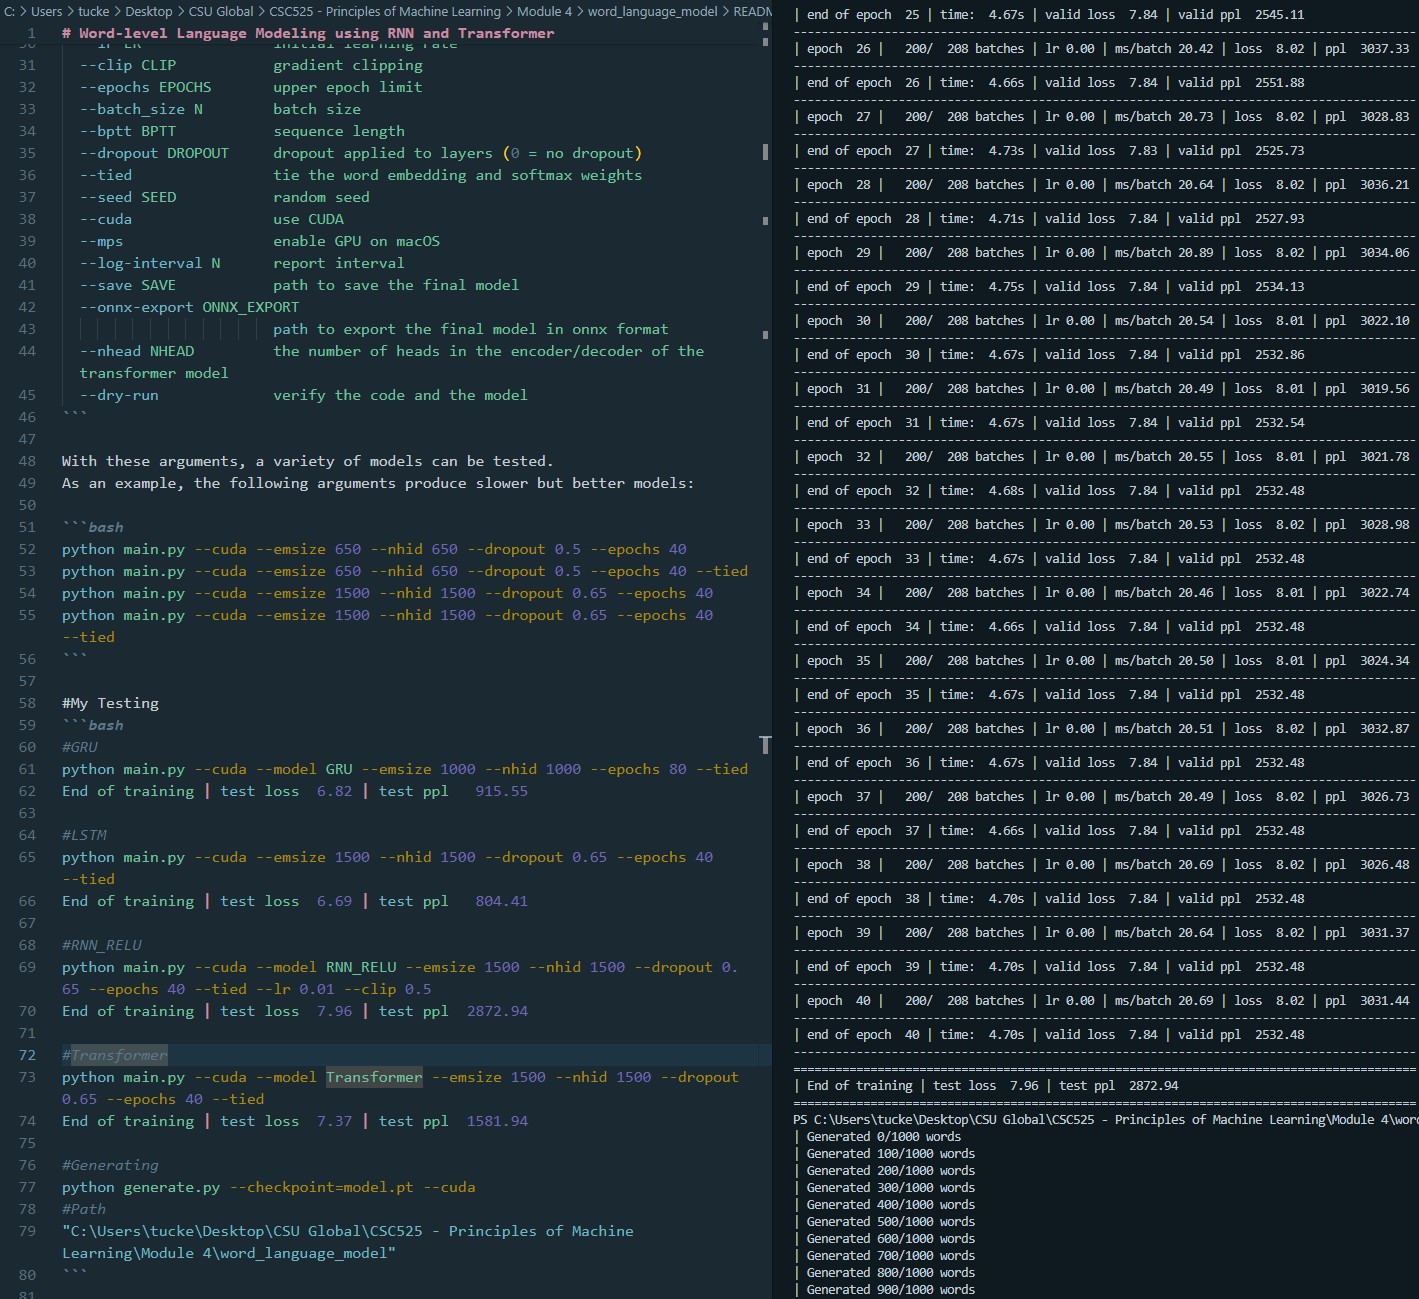 C: > Users > tucke > Desktop > CSU Global > CSC525 - Principles of Machine Learning > Module 4 > word_language_model > READM
1 # Word-level Language Modeling using RNN and Transformer
30 --lr LR initial learning rate
31 --clip CLIP gradient clipping
32 --epochs EPOCHS upper epoch limit
33 --batch_size N batch size
34 --bptt BPTT sequence length
35 --dropout DROPOUT dropout applied to layers (0 = no dropout)
36 --tied tie the word embedding and softmax weights
37 --seed SEED random seed
38 --cuda use CUDA
39 --mps enable GPU on macOS
40 --log-interval N report interval
41 --save SAVE path to save the final model
42 --onnx-export ONNX_EXPORT
43 path to export the final model in onnx format
44 --nhead NHEAD the number of heads in the encoder/decoder of the
transformer model
45 --dry-run verify the code and the model
46 ```
47
48 With these arguments, a variety of models can be tested.
49 As an example, the following arguments produce slower but better models:
50
51 ```bash
52 python main.py --cuda --emsize 650 --nhid 650 --dropout 0.5 --epochs 40
53 python main.py --cuda --emsize 650 --nhid 650 --dropout 0.5 --epochs 40 --tied
54 python main.py --cuda --emsize 1500 --nhid 1500 --dropout 0.65 --epochs 40
55 python main.py --cuda --emsize 1500 --nhid 1500 --dropout 0.65 --epochs 40
--tied
56 ```
57
58 #My Testing
59 ```bash
60 #GRU
61 python main.py --cuda --model GRU --emsize 1000 --nhid 1000 --epochs 80 --tied
62 End of training | test loss 6.82 | test ppl 915.55
63
64 #LSTM
65 python main.py --cuda --emsize 1500 --nhid 1500 --dropout 0.65 --epochs 40
--tied
66 End of training | test loss 6.69 | test ppl 804.41
67
68 #RNN_RELU
69 python main.py --cuda --model RNN_RELU --emsize 1500 --nhid 1500 --dropout 0.
65 --epochs 40 --tied --lr 0.01 --clip 0.5
70 End of training | test loss 7.96 | test ppl 2872.94
71
72 #Transformer
73 python main.py --cuda --model Transformer --emsize 1500 --nhid 1500 --dropout
0.65 --epochs 40 --tied
74 End of training | test loss 7.37 | test ppl 1581.94
75
76 #Generating
77 python generate.py --checkpoint=model.pt --cuda
78 #Path
79 "C:\Users\tucke\Desktop\CSU Global\CSC525 - Principles of Machine
Learning\Module 4\word_language_model"
80 ```
81
| end of epoch 25 | time: 4.67s | valid loss 7.84 | valid ppl 2545.11
| epoch 26 | 200/ 208 batches | lr 0.00 | ms/batch 20.42 | loss 8.02 | ppl 3037.33
| end of epoch 26 | time: 4.66s | valid loss 7.84 | valid ppl 2551.88
| epoch 27 | 200/ 208 batches | lr 0.00 | ms/batch 20.73 | loss 8.02 | ppl 3028.83
| end of epoch 27 | time: 4.73s | valid loss 7.83 | valid ppl 2525.73
| epoch 28 | 200/ 208 batches | lr 0.00 | ms/batch 20.64 | loss 8.02 | ppl 3036.21
| end of epoch 28 | time: 4.71s | valid loss 7.84 | valid ppl 2527.93
| epoch 29 | 200/ 208 batches | lr 0.00 | ms/batch 20.89 | loss 8.02 | ppl 3034.06
| end of epoch 29 | time: 4.75s | valid loss 7.84 | valid ppl 2534.13
| epoch 30 | 200/ 208 batches | lr 0.00 | ms/batch 20.54 | loss 8.01 | ppl 3022.10
| end of epoch 30 | time: 4.67s | valid loss 7.84 | valid ppl 2532.86
| epoch 31 | 200/ 208 batches | lr 0.00 | ms/batch 20.49 | loss 8.01 | ppl 3019.56
| end of epoch 31 | time: 4.67s | valid loss 7.84 | valid ppl 2532.54
| epoch 32 | 200/ 208 batches | lr 0.00 | ms/batch 20.55 | loss 8.01 | ppl 3021.78
| end of epoch 32 | time: 4.68s | valid loss 7.84 | valid ppl 2532.48
| epoch 33 | 200/ 208 batches | lr 0.00 | ms/batch 20.53 | loss 8.02 | ppl 3028.98
| end of epoch 33 | time: 4.67s | valid loss 7.84 | valid ppl 2532.48
| epoch 34 | 200/ 208 batches | lr 0.00 | ms/batch 20.46 | loss 8.01 | ppl 3022.74
| end of epoch 34 | time: 4.66s | valid loss 7.84 | valid ppl 2532.48
| epoch 35 | 200/ 208 batches | lr 0.00 | ms/batch 20.50 | loss 8.01 | ppl 3024.34
| end of epoch 35 | time: 4.67s | valid loss 7.84 | valid ppl 2532.48
| epoch 36 | 200/ 208 batches | lr 0.00 | ms/batch 20.51 | loss 8.02 | ppl 3032.87
| end of epoch 36 | time: 4.67s | valid loss 7.84 | valid ppl 2532.48
| epoch 37 | 200/ 208 batches | lr 0.00 | ms/batch 20.49 | loss 8.02 | ppl 3026.73
| end of epoch 37 | time: 4.66s | valid loss 7.84 | valid ppl 2532.48
| epoch 38 | 200/ 208 batches | lr 0.00 | ms/batch 20.69 | loss 8.02 | ppl 3026.48
| end of epoch 38 | time: 4.70s | valid loss 7.84 | valid ppl 2532.48
| epoch 39 | 200/ 208 batches | lr 0.00 | ms/batch 20.64 | loss 8.02 | ppl 3031.37
| end of epoch 39 | time: 4.70s | valid loss 7.84 | valid ppl 2532.48
| epoch 40 | 200/ 208 batches | lr 0.00 | ms/batch 20.69 | loss 8.02 | ppl 3031.44
| end of epoch 40 | time: 4.70s | valid loss 7.84 | valid ppl 2532.48
| End of training | test loss 7.96 | test ppl 2872.94
PS C:\Users\tucke\Desktop\CSU Global\CSC525 - Principles of Machine Learning\Module 4\word
| Generated 0/1000 words
| Generated 100/1000 words
| Generated 200/1000 words
| Generated 300/1000 words
| Generated 400/1000 words
| Generated 500/1000 words
| Generated 600/1000 words
| Generated 700/1000 words
| Generated 800/1000 words
| Generated 900/1000 words